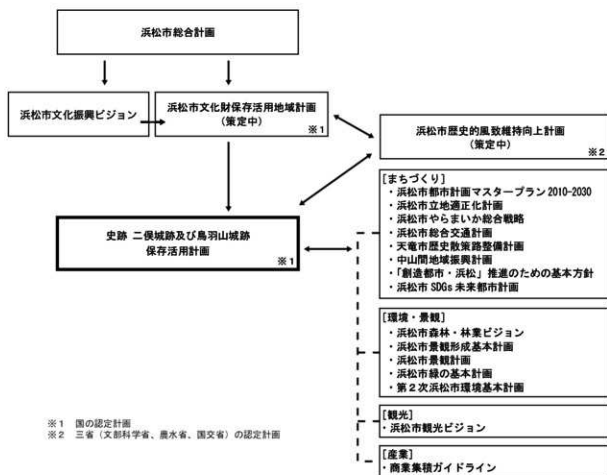 浜松市総合計画
浜松市文化振興ビジョン
浜松市文化財保存活用地域計画
(策定中)
※1
浜松市歴史的風致維持向上計画
(策定中)
※2
史跡 二俣城跡及び鳥羽山城跡
保存活用計画
※1
[まちづくり]
・浜松市都市計画マスタープラン 2010-2030
・浜松市立地適正化計画
・浜松市やらまいか総合戦略
・浜松市総合交通計画
・天竜市歴史散策路整備計画
・中山間地域振興計画
・「創造都市・浜松」推進のための基本方針
・浜松市 SDGs 未来都市計画
[環境・景観]
・浜松市森林・林業ビジョン
・浜松市景観形成基本計画
・浜松市景観計画
・浜松市緑の基本計画
・第2次浜松市環境基本計画
[観光]
・浜松市観光ビジョン
[産業]
・商業集積ガイドライン
※1 国の認定計画
※2 三省(文部科学省、農水省、国交省)の認定計画